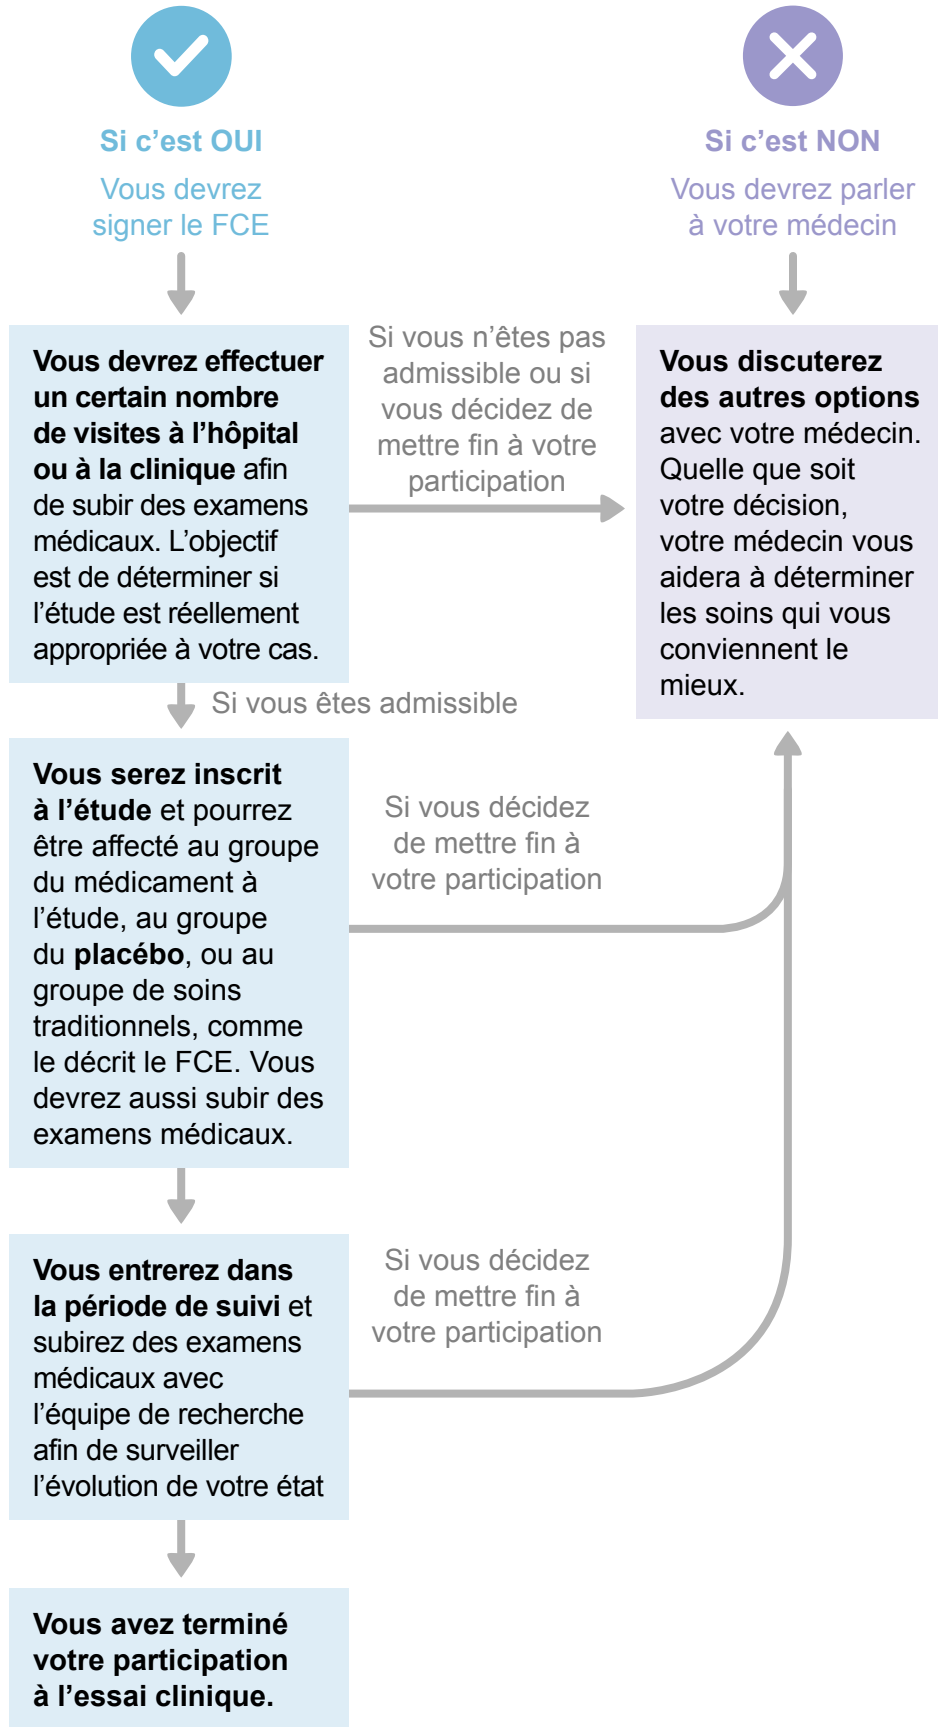 Si c’est OUI
Vous devrez
signer le FCE
Si c’est NON
Vous devrez parler
à votre médecin
Vous devrez effectuer
un certain nombre
de visites à l’hôpital
ou à la clinique afin
de subir des examens
médicaux. L’objectif
est de déterminer si
l’étude est réellement
appropriée à votre cas.
Si vous n’êtes pas
admissible ou si
vous décidez de
mettre fin à votre
participation
Vous discuterez
des autres options
avec votre médecin.
Quelle que soit
votre décision,
votre médecin vous
aidera à déterminer
les soins qui vous
conviennent le
mieux.
Si vous êtes admissible
Vous serez inscrit
à l’étude et pourrez
être affecté au groupe
du médicament à
l’étude, au groupe
du placébo, ou au
groupe de soins
traditionnels, comme
le décrit le FCE. Vous
devrez aussi subir des
examens médicaux.
Si vous décidez
de mettre fin à
votre participation
Vous entrerez dans
la période de suivi et
subirez des examens
médicaux avec
l’équipe de recherche
afin de surveiller
l’évolution de votre état
Si vous décidez
de mettre fin à
votre participation
Vous avez terminé
votre participation
à l’essai clinique.